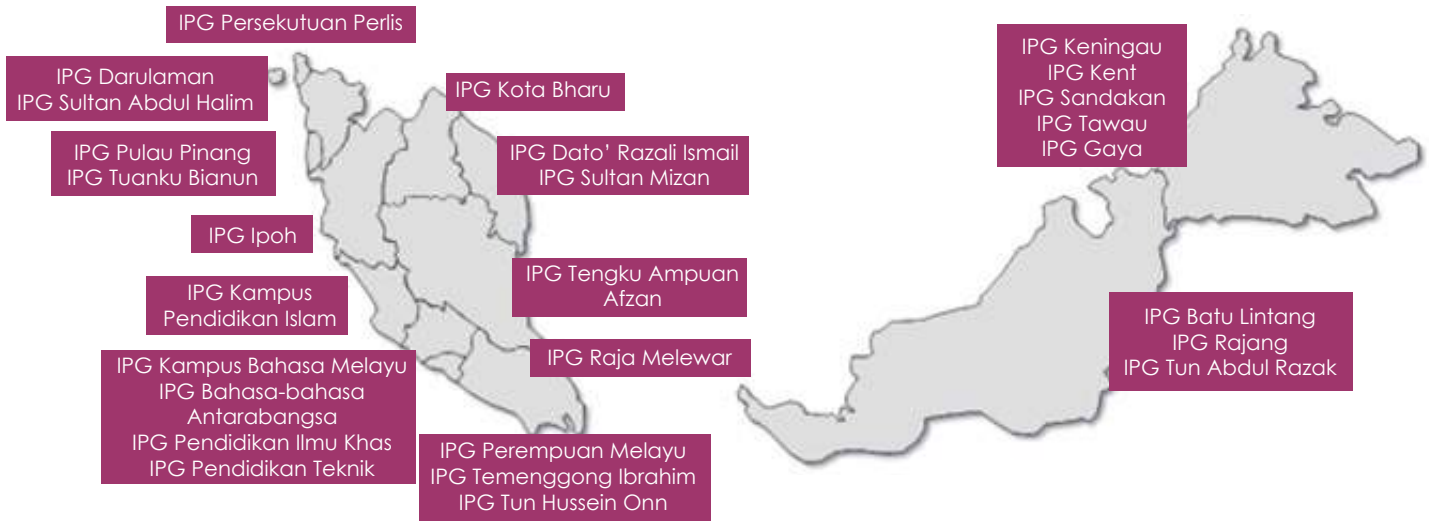 IPG Persekutuan Perlis
IPG Darulaman
IPG Sultan Abdul Halim
IPG Kota Bharu
IPG Pulau Pinang
IPG Tuanku Bianun
IPG Dato’ Razali Ismail
IPG Sultan Mizan
IPG Ipoh
IPG Tengku Ampuan
Afzan
IPG Kampus
Pendidikan Islam
IPG Raja Melewar
IPG Kampus Bahasa Melayu
IPG Bahasa-bahasa
Antarabangsa
IPG Pendidikan Ilmu Khas
IPG Pendidikan Teknik
IPG Perempuan Melayu
IPG Temenggong Ibrahim
IPG Tun Hussein Onn
IPG Keningau
IPG Kent
IPG Sandakan
IPG Tawau
IPG Gaya
IPG Batu Lintang
IPG Rajang
IPG Tun Abdul Razak